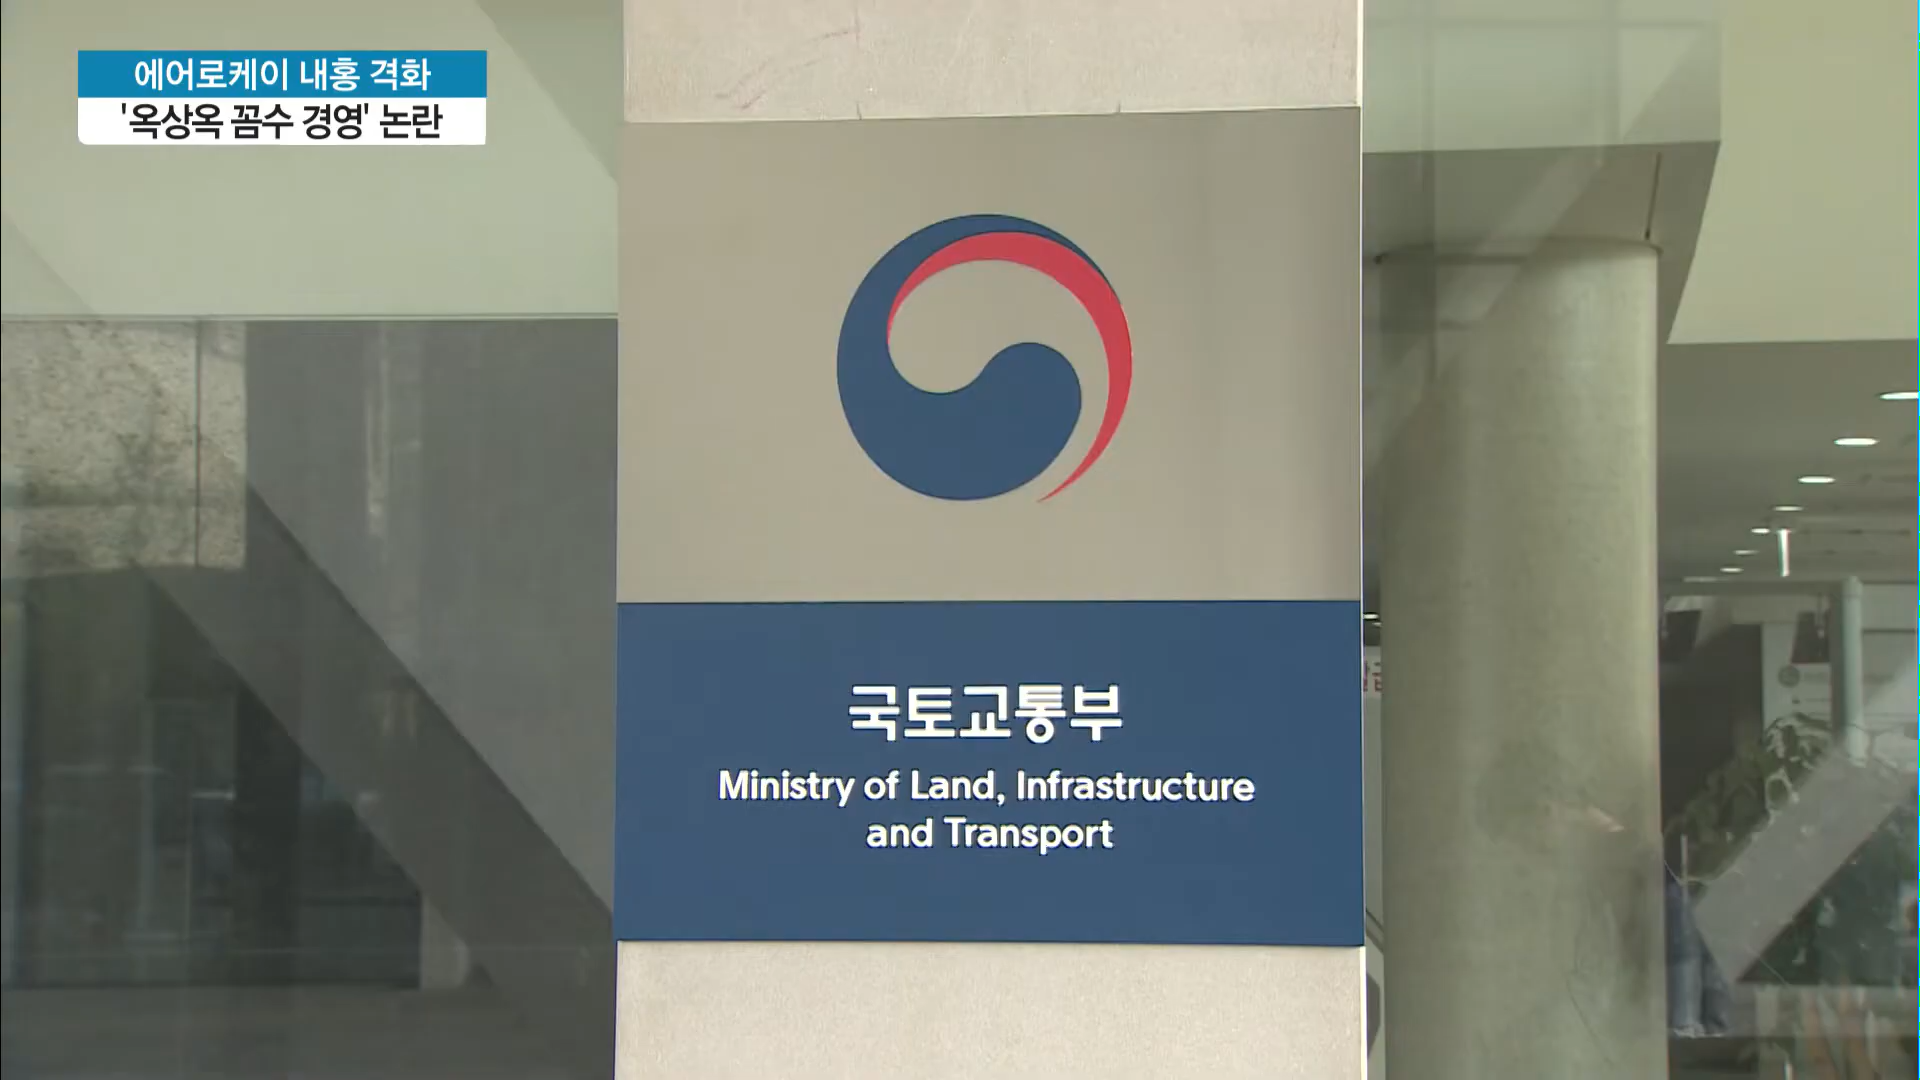 에어로케이 내홍 격화
'옥상옥 꼼수 경영' 논란
국토교통부
Ministry of Land, Infrastructure
and Transport